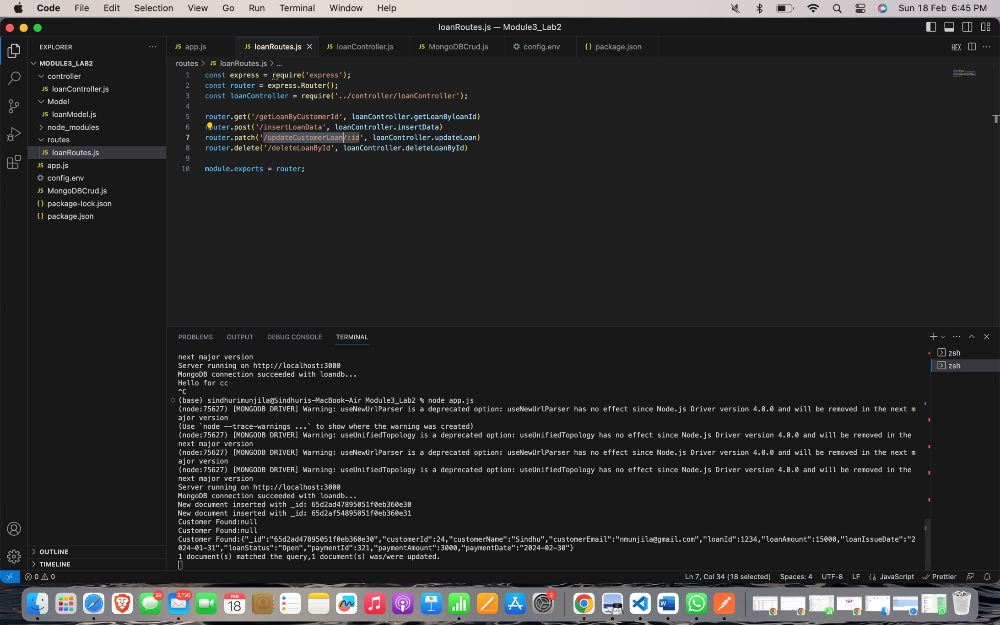 Code File Edit Selection View Go Run Terminal Window Help Sun 18 Feb 6:45 PM
loanRoutes.js — Module3_Lab2
EXPLORER
MODULE3_LAB2
controller
JS loanController.js
Model
JS loanModel.js
node_modules
routes
JS loanRoutes.js
JS app.js
config.env
JS MongoDBCrud.js
{} package-lock.json
{} package.json
OUTLINE
TIMELINE
JS app.js JS loanRoutes.js JS loanController.js JS MongoDBCrud.js config.env {} package.json HEX
routes > JS loanRoutes.js > ...
1 const express = require('express');
2 const router = express.Router();
3 const loanController = require('../controller/loanController');
4
5 router.get('/getLoanByCustomerId', loanController.getLoanByloanId)
6 router.post('/insertLoanData', loanController.insertData)
7 router.patch('/updateCustomerLoan/:id', loanController.updateLoan)
8 router.delete('/deleteLoanById', loanController.deleteLoanById)
9
10 module.exports = router;
PROBLEMS OUTPUT DEBUG CONSOLE TERMINAL
next major version
Server running on http://localhost:3000
MongoDB connection succeeded with loandb...
Hello for cc
^C
(base) sindhurimunjila@Sindhuris-MacBook-Air Module3_Lab2 % node app.js
(node:75627) [MONGODB DRIVER] Warning: useNewUrlParser is a deprecated option: useNewUrlParser has no effect since Node.js Driver version 4.0.0 and will be removed in the next m
ajor version
(Use `node --trace-warnings ...` to show where the warning was created)
(node:75627) [MONGODB DRIVER] Warning: useUnifiedTopology is a deprecated option: useUnifiedTopology has no effect since Node.js Driver version 4.0.0 and will be removed in the
next major version
(node:75627) [MONGODB DRIVER] Warning: useNewUrlParser is a deprecated option: useNewUrlParser has no effect since Node.js Driver version 4.0.0 and will be removed in the next m
ajor version
(node:75627) [MONGODB DRIVER] Warning: useUnifiedTopology is a deprecated option: useUnifiedTopology has no effect since Node.js Driver version 4.0.0 and will be removed in the
next major version
Server running on http://localhost:3000
MongoDB connection succeeded with loandb...
New document inserted with _id: 65d2ad47895051f0eb360e30
New document inserted with _id: 65d2af54895051f0eb360e31
Customer Found:null
Customer Found:null
Customer Found:{"_id":"65d2ad47895051f0eb360e30","customerId":24,"customerName":"Sindhu","customerEmail":"nmunjila@gmail.com","loanId":1234,"loanAmount":15000,"loanIssueDate":"2
024-01-31","loanStatus":"Open","paymentId":321,"paymentAmount":3000,"paymentDate":"2024-02-30"}
1 document(s) matched the query,1 document(s) was/were updated.
zsh
zsh
0 0 Ln 7, Col 34 (18 selected) Spaces: 4 UTF-8 LF {} JavaScript Prettier
39 3,736 FEB 18 2 W